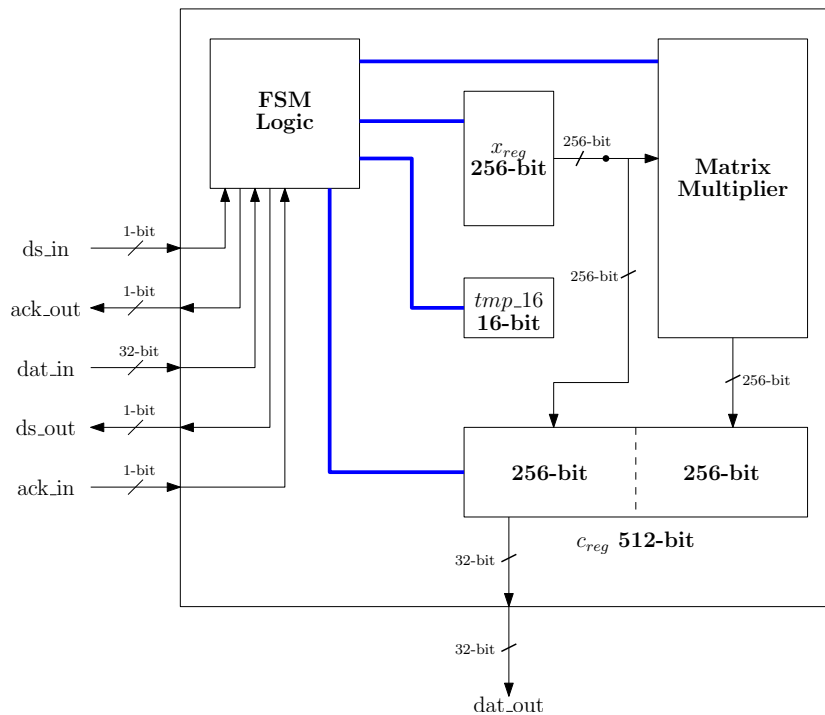 FSM
Logic
x_reg
256-bit
256-bit
Matrix
Multiplier
1-bit
ds_in
256-bit
1-bit
ack_out
tmp_16
16-bit
32-bit
dat_in
256-bit
1-bit
ds_out
256-bit
256-bit
1-bit
ack_in
c_reg 512-bit
32-bit
32-bit
dat_out